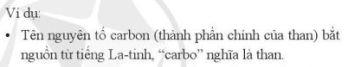 Ví dụ:
• Tên nguyên tố carbon (thành phần chính của than) bắt
nguồn từ tiếng La-tinh, “carbo” nghĩa là than.